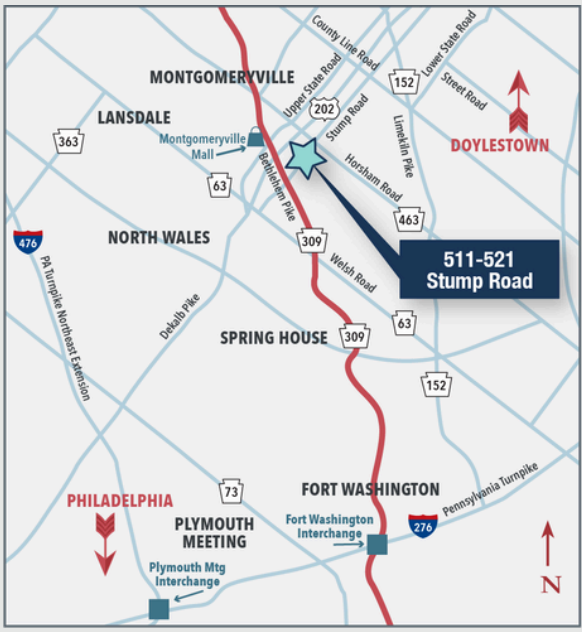 County Line Road
Lower State Road
MONTGOMERYVILLE
Upper State Road
152
Street Road
202
Stump Road
LANSDALE
363
Montgomeryville
Mall
Limekiln Pike
DOYLESTOWN
Bethlehem Pike
Horsham Road
63
463
476
NORTH WALES
309
511-521
Stump Road
Welsh Road
PA Turnpike Northeast Extension
Dekalb Pike
SPRING HOUSE
309
63
152
73
FORT WASHINGTON
Pennsylvania Turnpike
PHILADELPHIA
PLYMOUTH
MEETING
Fort Washington
Interchange
276
Plymouth Mtg
Interchange
N